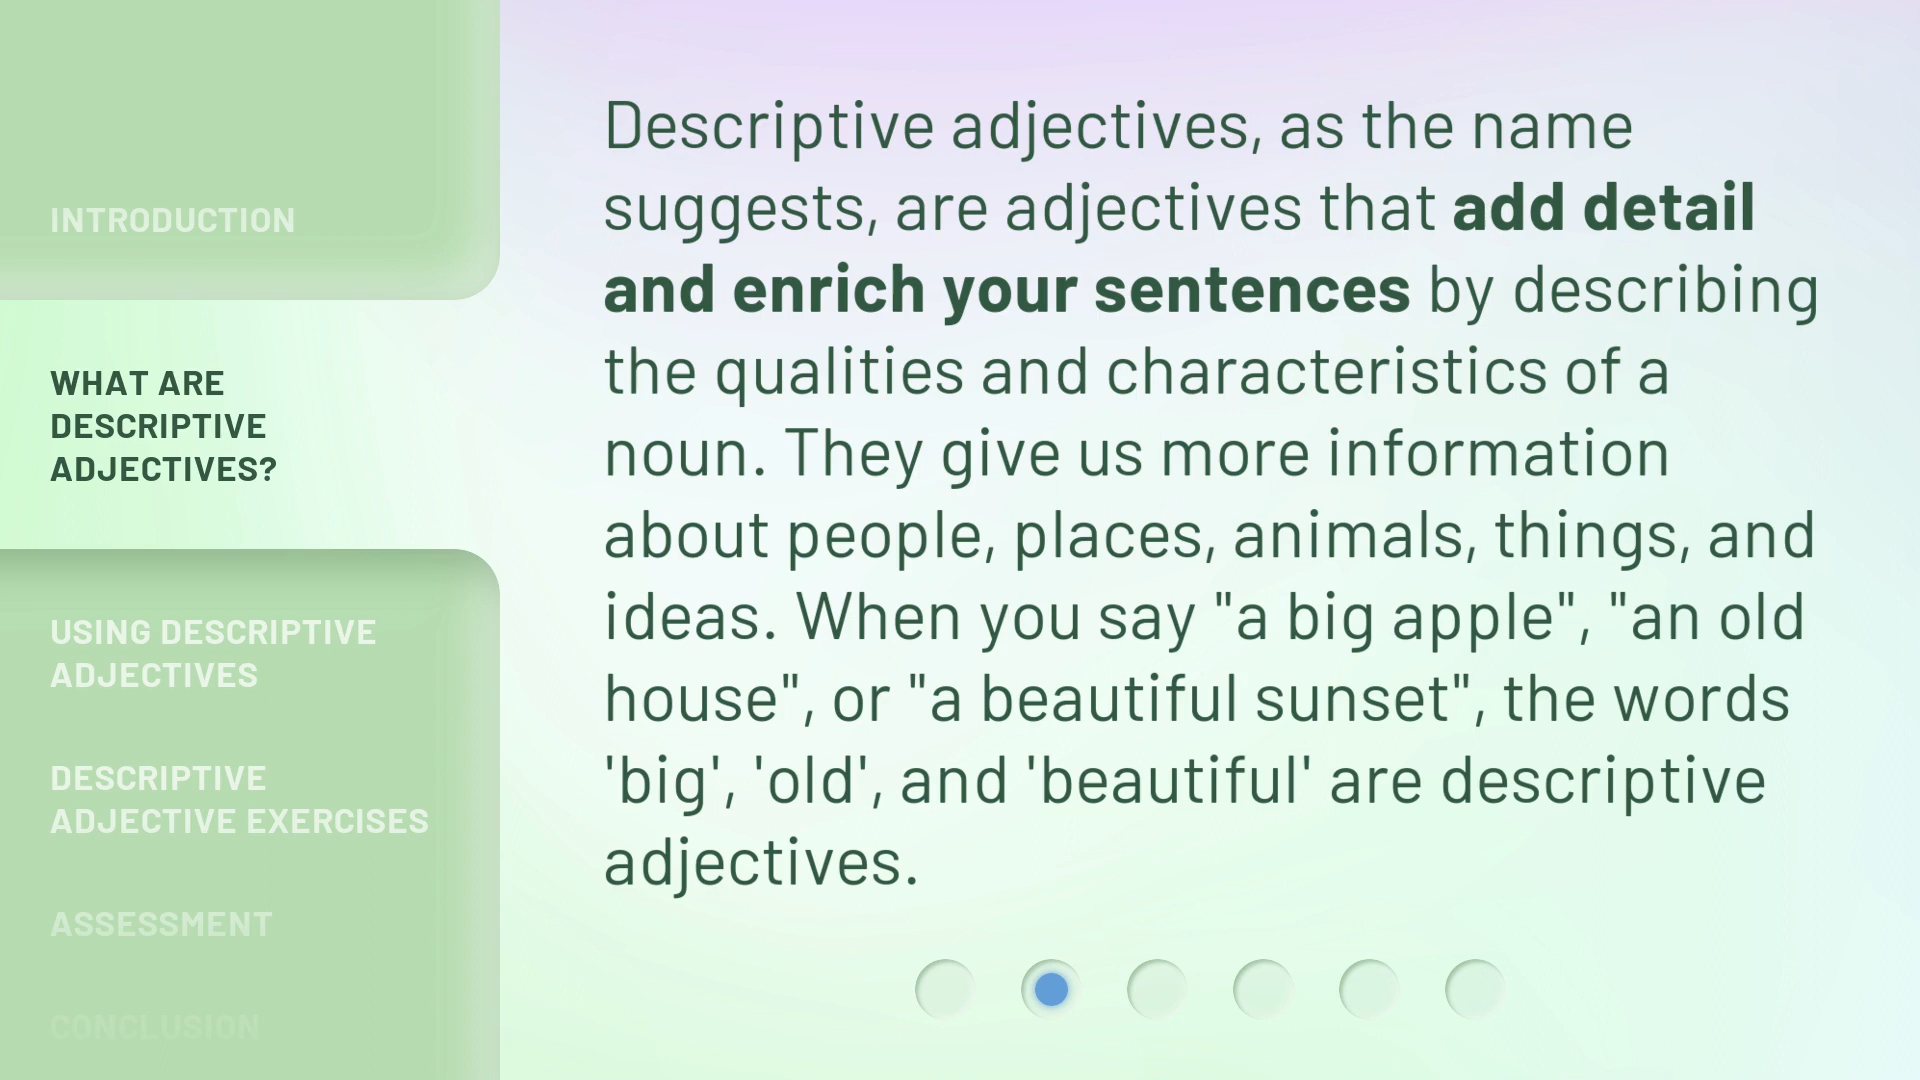 INTRODUCTION
WHAT ARE
DESCRIPTIVE
ADJECTIVES?
USING DESCRIPTIVE
ADJECTIVES
DESCRIPTIVE
ADJECTIVE EXERCISES
ASSESSMENT
CONCLUSION
Descriptive adjectives, as the name
suggests, are adjectives that add detail
and enrich your sentences by describing
the qualities and characteristics of a
noun. They give us more information
about people, places, animals, things, and
ideas. When you say "a big apple", "an old
house", or "a beautiful sunset", the words
'big', 'old', and 'beautiful' are descriptive
adjectives.